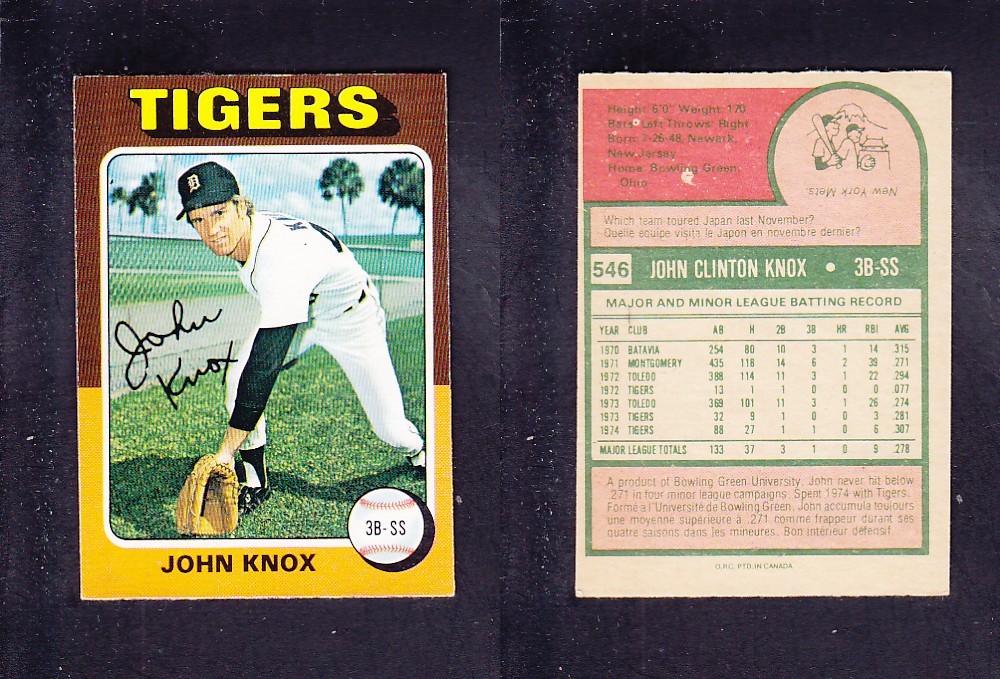 TIGERS
D
John
Knox
3B-SS
JOHN KNOX
Height: 6'0" Weight: 170
Bats: Left Throws: Right
Born: 7-26-48, Newark,
New Jersey
Home: Bowling Green,
Ohio
New York Mets.
Which team toured Japan last November?
Quelle équipe visita le Japon en novembre dernier?
546 JOHN CLINTON KNOX • 3B-SS
MAJOR AND MINOR LEAGUE BATTING RECORD
YEAR CLUB AB H 2B 3B HR RBI AVG
1970 BATAVIA 254 80 10 3 1 14 .315
1971 MONTGOMERY 435 118 14 6 2 39 .271
1972 TOLEDO 388 114 11 3 1 22 .294
1972 TIGERS 13 1 1 0 0 0 .077
1973 TOLEDO 369 101 11 3 1 26 .274
1973 TIGERS 32 9 1 0 0 3 .281
1974 TIGERS 88 27 1 1 0 6 .307
MAJOR LEAGUE TOTALS 133 37 3 1 0 9 .278
A product of Bowling Green University. John never hit below
.271 in four minor league campaigns. Spent 1974 with Tigers.
Formé a l'Université de Bowling Green, John accumula toujours
une moyenne supérieure à .271 comme frappeur durant ses
quatre saisons dans les mineures. Bon intérieur défensif.
O.P.C. PTD. IN CANADA